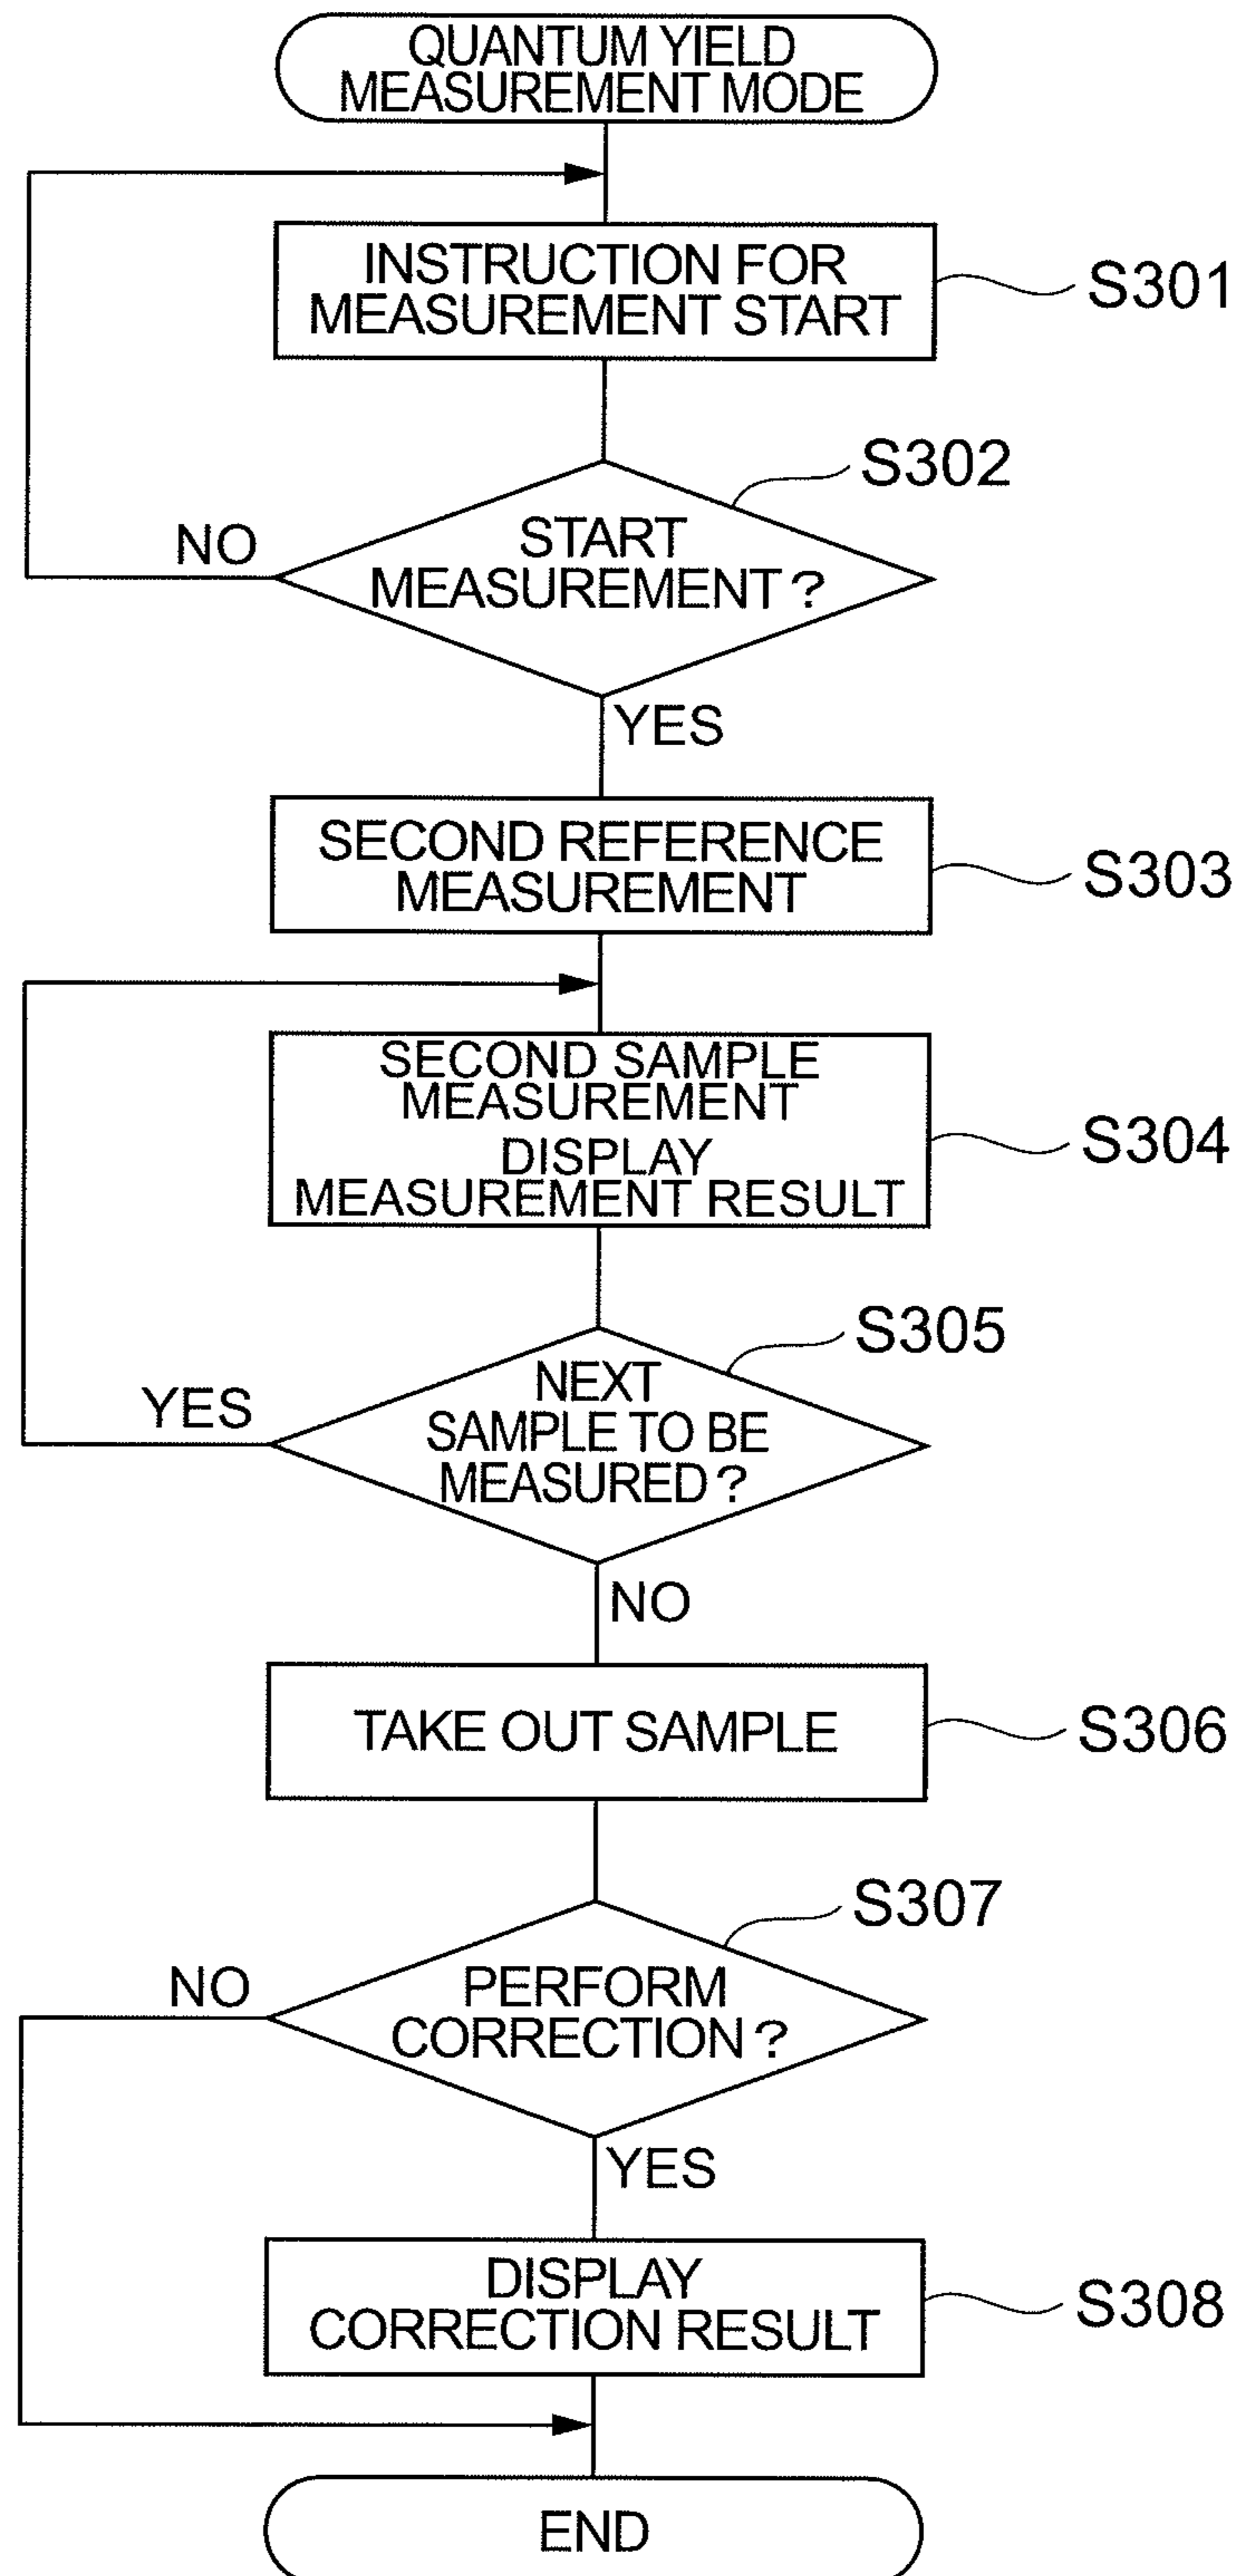 QUANTUM YIELD
MEASUREMENT MODE
INSTRUCTION FOR
MEASUREMENT START
S301
S302
START
MEASUREMENT?
NO
YES
SECOND REFERENCE
MEASUREMENT
S303
SECOND SAMPLE
MEASUREMENT
DISPLAY
MEASUREMENT RESULT
S304
S305
NEXT
SAMPLE TO BE
MEASURED?
YES
NO
TAKE OUT SAMPLE
S306
S307
PERFORM
CORRECTION?
NO
YES
DISPLAY
CORRECTION RESULT
S308
END